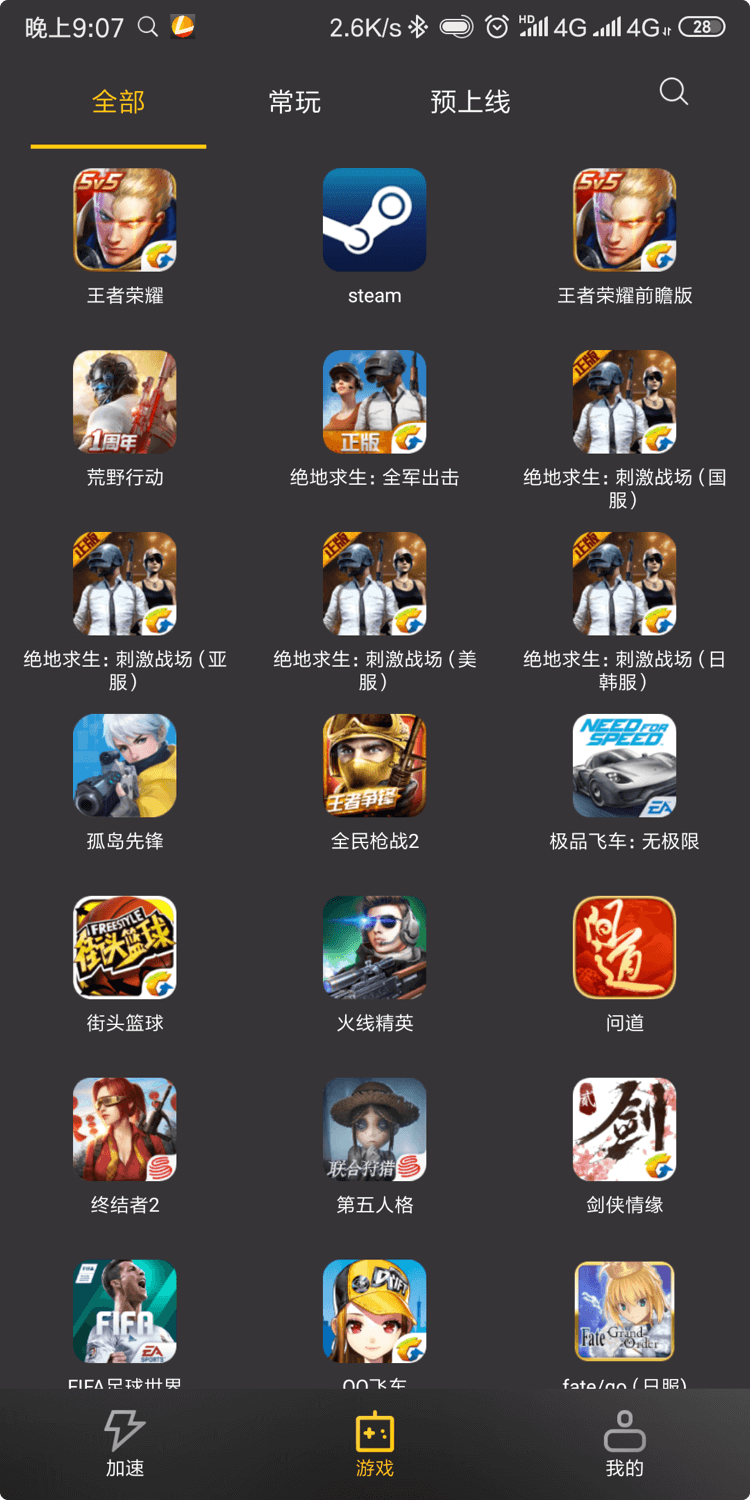 晚上9:07
2.6K/s
HD
4G
4G
28
全部
常玩
预上线
5V5
5V5
王者荣耀
steam
王者荣耀前瞻版
1周年
正版
正版
荒野行动
绝地求生：全军出击
绝地求生：刺激战场（国
服）
正版
正版
正版
绝地求生：刺激战场（亚
服）
绝地求生：刺激战场（美
服）
绝地求生：刺激战场（日
韩服）
王者争锋
NEED FOR
SPEED
EA
孤岛先锋
全民枪战2
极品飞车：无极限
FREESTYLE
街头篮球
问道
街头篮球
火线精英
问道
联合狩猎
贰
剑
终结者2
第五人格
剑侠情缘
FIFA
FIFA
EA
SPORTS
DRIFT
Fate
Grand
Order
FIFA足球世界
QQ飞车
fate/go（日服）
加速
游戏
我的